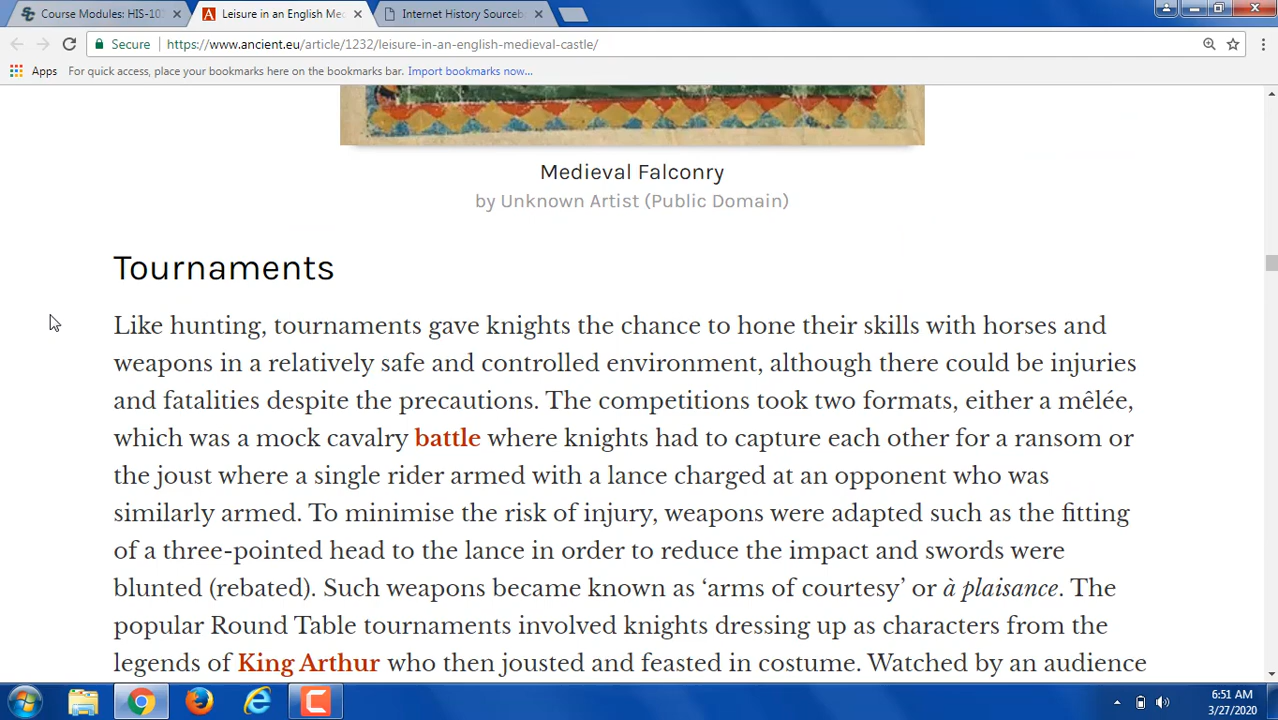 Course Modules: HIS-101
Leisure in an English Med
Internet History Sourceb
Secure
https://www.ancient.eu/article/1232/leisure-in-an-english-medieval-castle/
Apps
For quick access, place your bookmarks here on the bookmarks bar. Import bookmarks now...
Medieval Falconry
by Unknown Artist (Public Domain)
Tournaments
Like hunting, tournaments gave knights the chance to hone their skills with horses and
weapons in a relatively safe and controlled environment, although there could be injuries
and fatalities despite the precautions. The competitions took two formats, either a mêlée,
which was a mock cavalry battle where knights had to capture each other for a ransom or
the joust where a single rider armed with a lance charged at an opponent who was
similarly armed. To minimise the risk of injury, weapons were adapted such as the fitting
of a three-pointed head to the lance in order to reduce the impact and swords were
blunted (rebated). Such weapons became known as ‘arms of courtesy’ or à plaisance. The
popular Round Table tournaments involved knights dressing up as characters from the
legends of King Arthur who then jousted and feasted in costume. Watched by an audience
6:51 AM
3/27/2020